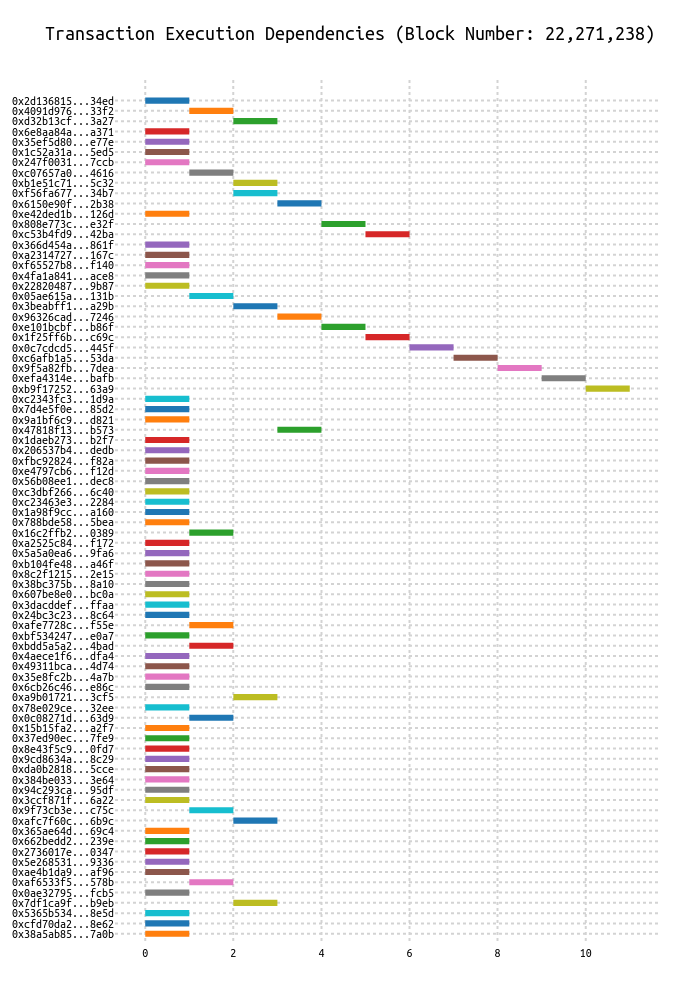 Transaction Execution Dependencies (Block Number: 22,271,238)
0x2d136815...34ed
0x4091d976...33f2
0xd32b13cf...3a27
0x6e8aa84a...a371
0x35ef5d80...e77e
0x1c52a31a...5ed5
0x247f0031...7ccb
0xc07657a0...4616
0xb1e51c71...5c32
0xf56fa677...34b7
0x6150e90f...2b38
0xe42ded1b...126d
0x808e773c...e32f
0xc53b4fd9...42ba
0x366d454a...861f
0xa2314727...167c
0xf65527b8...f140
0x4fa1a841...ace8
0x22820487...9b87
0x05ae615a...131b
0x3beabff1...a29b
0x96326cad...7246
0xe101bcbf...b86f
0x1f25ff6b...c69c
0x0c7cdcd5...445f
0xc6afb1a5...53da
0x9f5a82fb...7dea
0xefa4314e...bafb
0xb9f17252...63a9
0xc2343fc3...1d9a
0x7d4e5f0e...85d2
0x9a1bf6c9...d821
0x47818f13...b573
0x1daeb273...b2f7
0x206537b4...dedb
0xfbc92824...f82a
0xe4797cb6...f12d
0x56b08ee1...dec8
0xc3dbf266...6c40
0xc23463e3...2284
0x1a98f9cc...a160
0x788bde58...5bea
0x16c2ffb2...0389
0xa2525c84...f172
0x5a5a0ea6...9fa6
0xb104fe48...a46f
0x8c2f1215...2e15
0x38bc375b...8a10
0x607be8e0...bc0a
0x3dacddef...ffaa
0x24bc3c23...8c64
0xafe7728c...f55e
0xbf534247...e0a7
0xbdd5a5a2...4bad
0x4aece1f6...dfa4
0x49311bca...4d74
0x35e8fc2b...4a7b
0x6cb26c46...e86c
0xa9b01721...3cf5
0x78e029ce...32ee
0x0c08271d...63d9
0x15b15fa2...a2f7
0x37ed90ec...7fe9
0x8e43f5c9...0fd7
0x9cd8634a...8c29
0xda0b2818...5cce
0x384be033...3e64
0x94c293ca...95df
0x3ccf871f...6a22
0x9f73cb3e...c75c
0xafc7f60c...6b9c
0x365ae64d...69c4
0x662bedd2...239e
0x2736017e...0347
0x5e268531...9336
0xae4b1da9...af96
0xaf6533f5...578b
0x0ae32795...fcb5
0x7df1ca9f...b9eb
0x5365b534...8e5d
0xcfd70da2...8e62
0x38a5ab85...7a0b
0 2 4 6 8 10